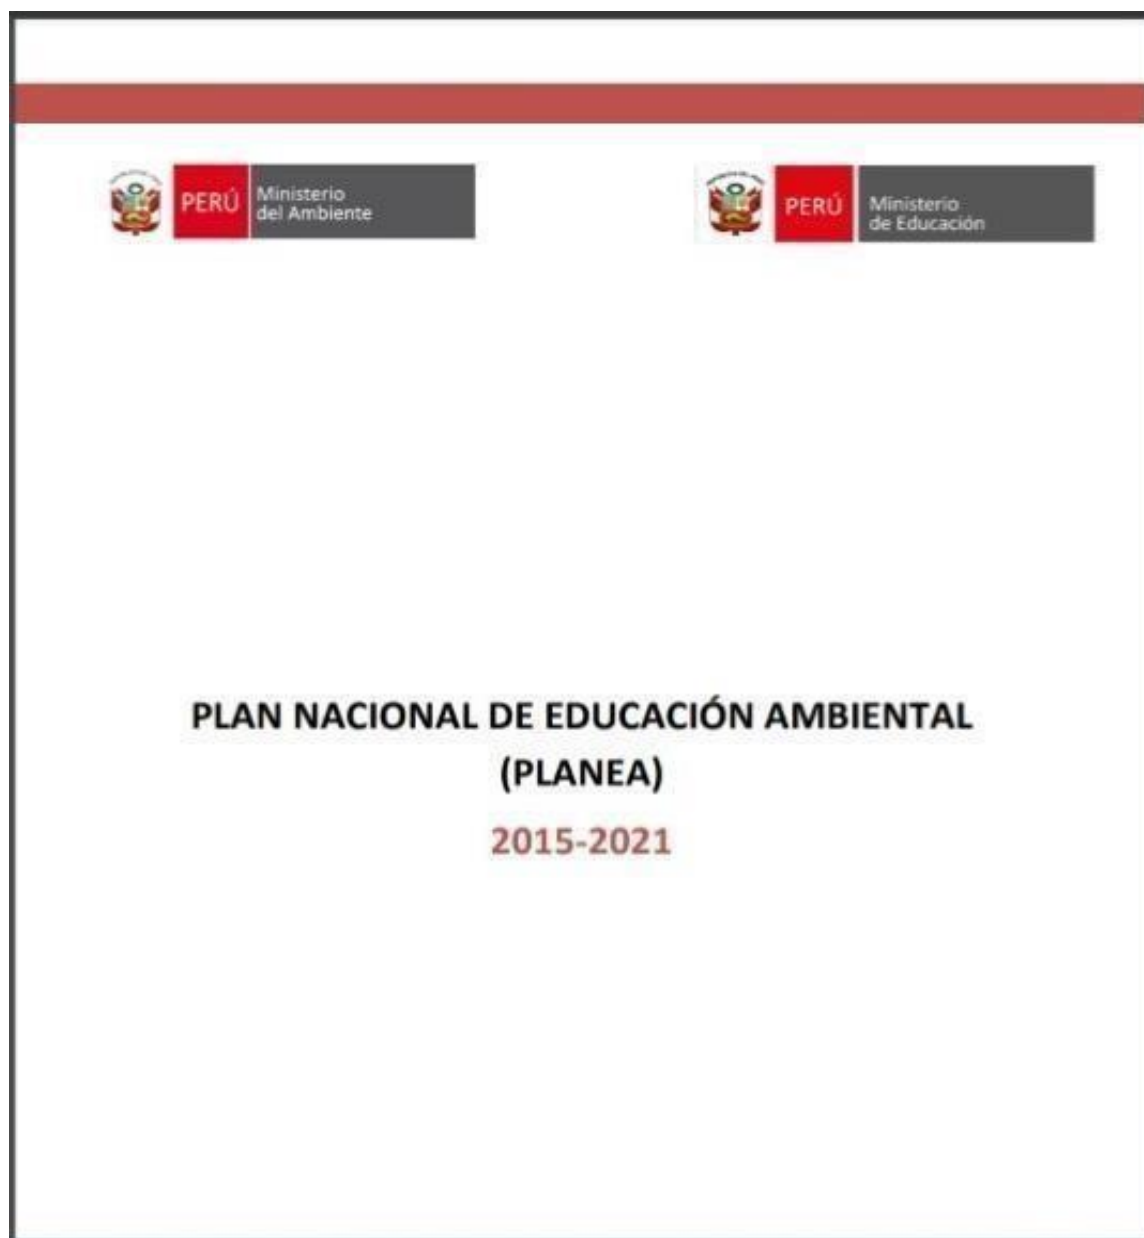 PERÚ
Ministerio
del Ambiente
PERÚ
Ministerio
de Educación
PLAN NACIONAL DE EDUCACIÓN AMBIENTAL
(PLANEA)
2015-2021